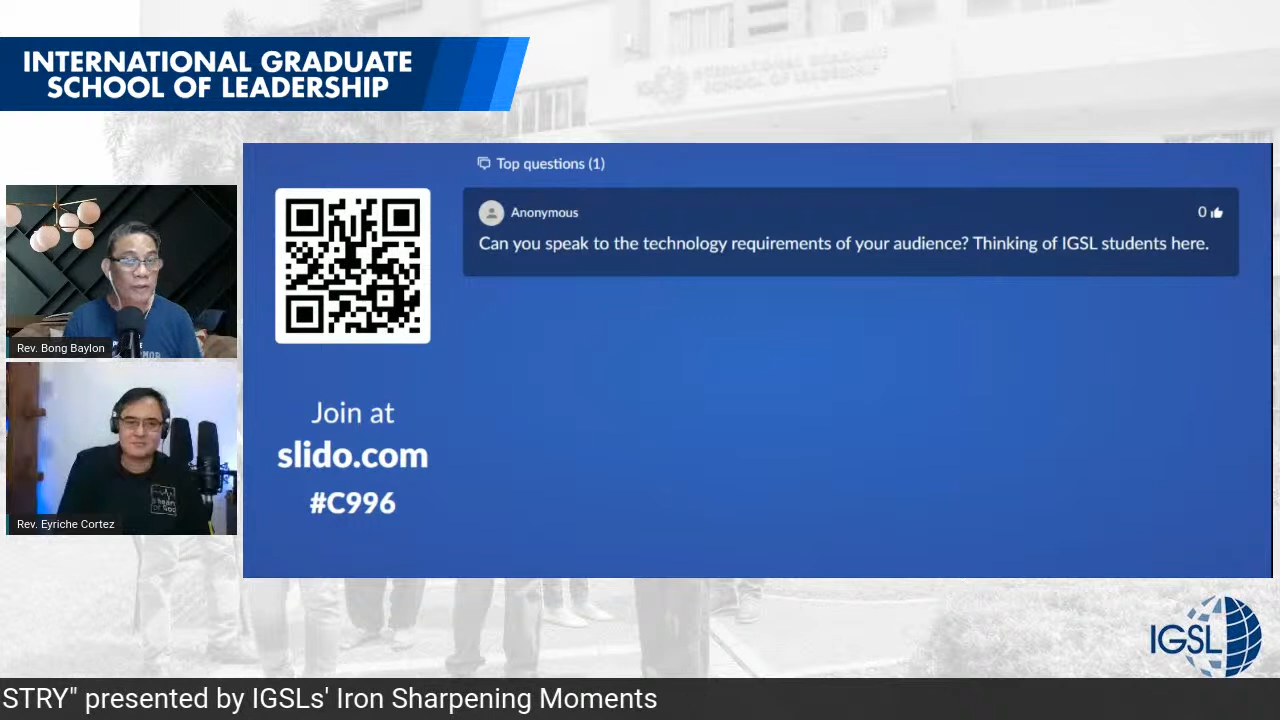 INTERNATIONAL GRADUATE
SCHOOL OF LEADERSHIP
Top questions (1)
Anonymous
0
Can you speak to the technology requirements of your audience? Thinking of IGSL students here.
Join at
slido.com
#C996
Rev. Bong Baylon
Rev. Eyriche Cortez
IGSL
STRY" presented by IGSLs' Iron Sharpening Moments